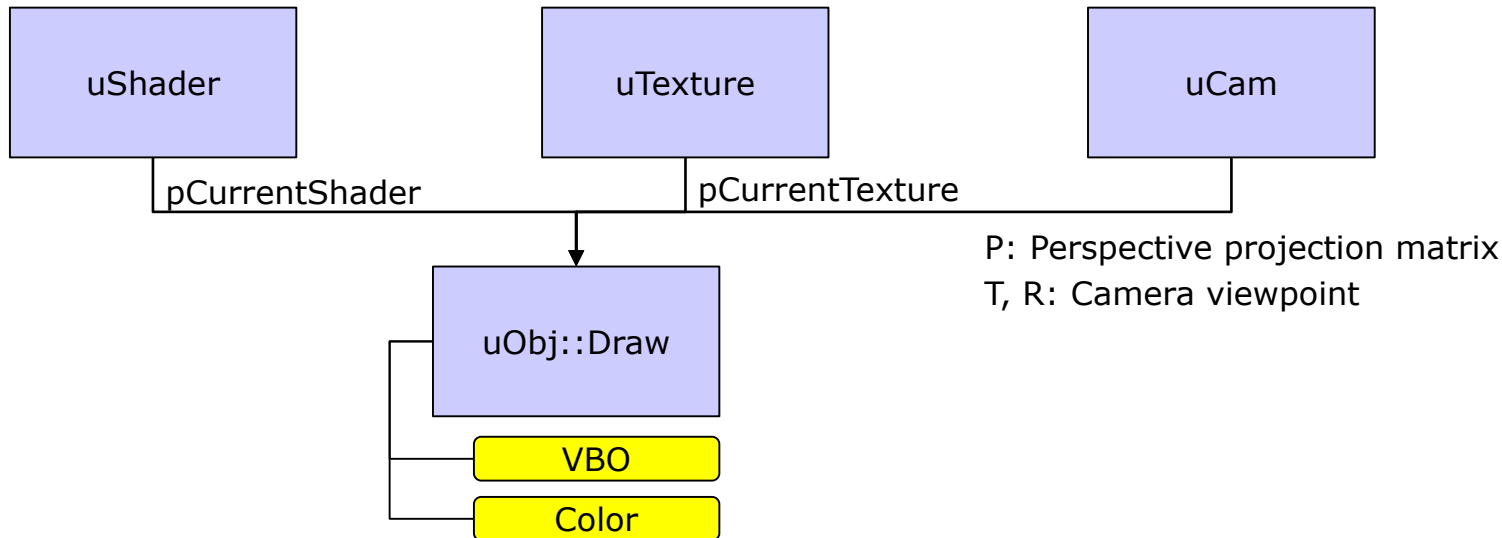 uShader
uTexture
uCam
pCurrentShader
pCurrentTexture
P: Perspective projection matrix
T, R: Camera viewpoint
uObj::Draw
VBO
Color